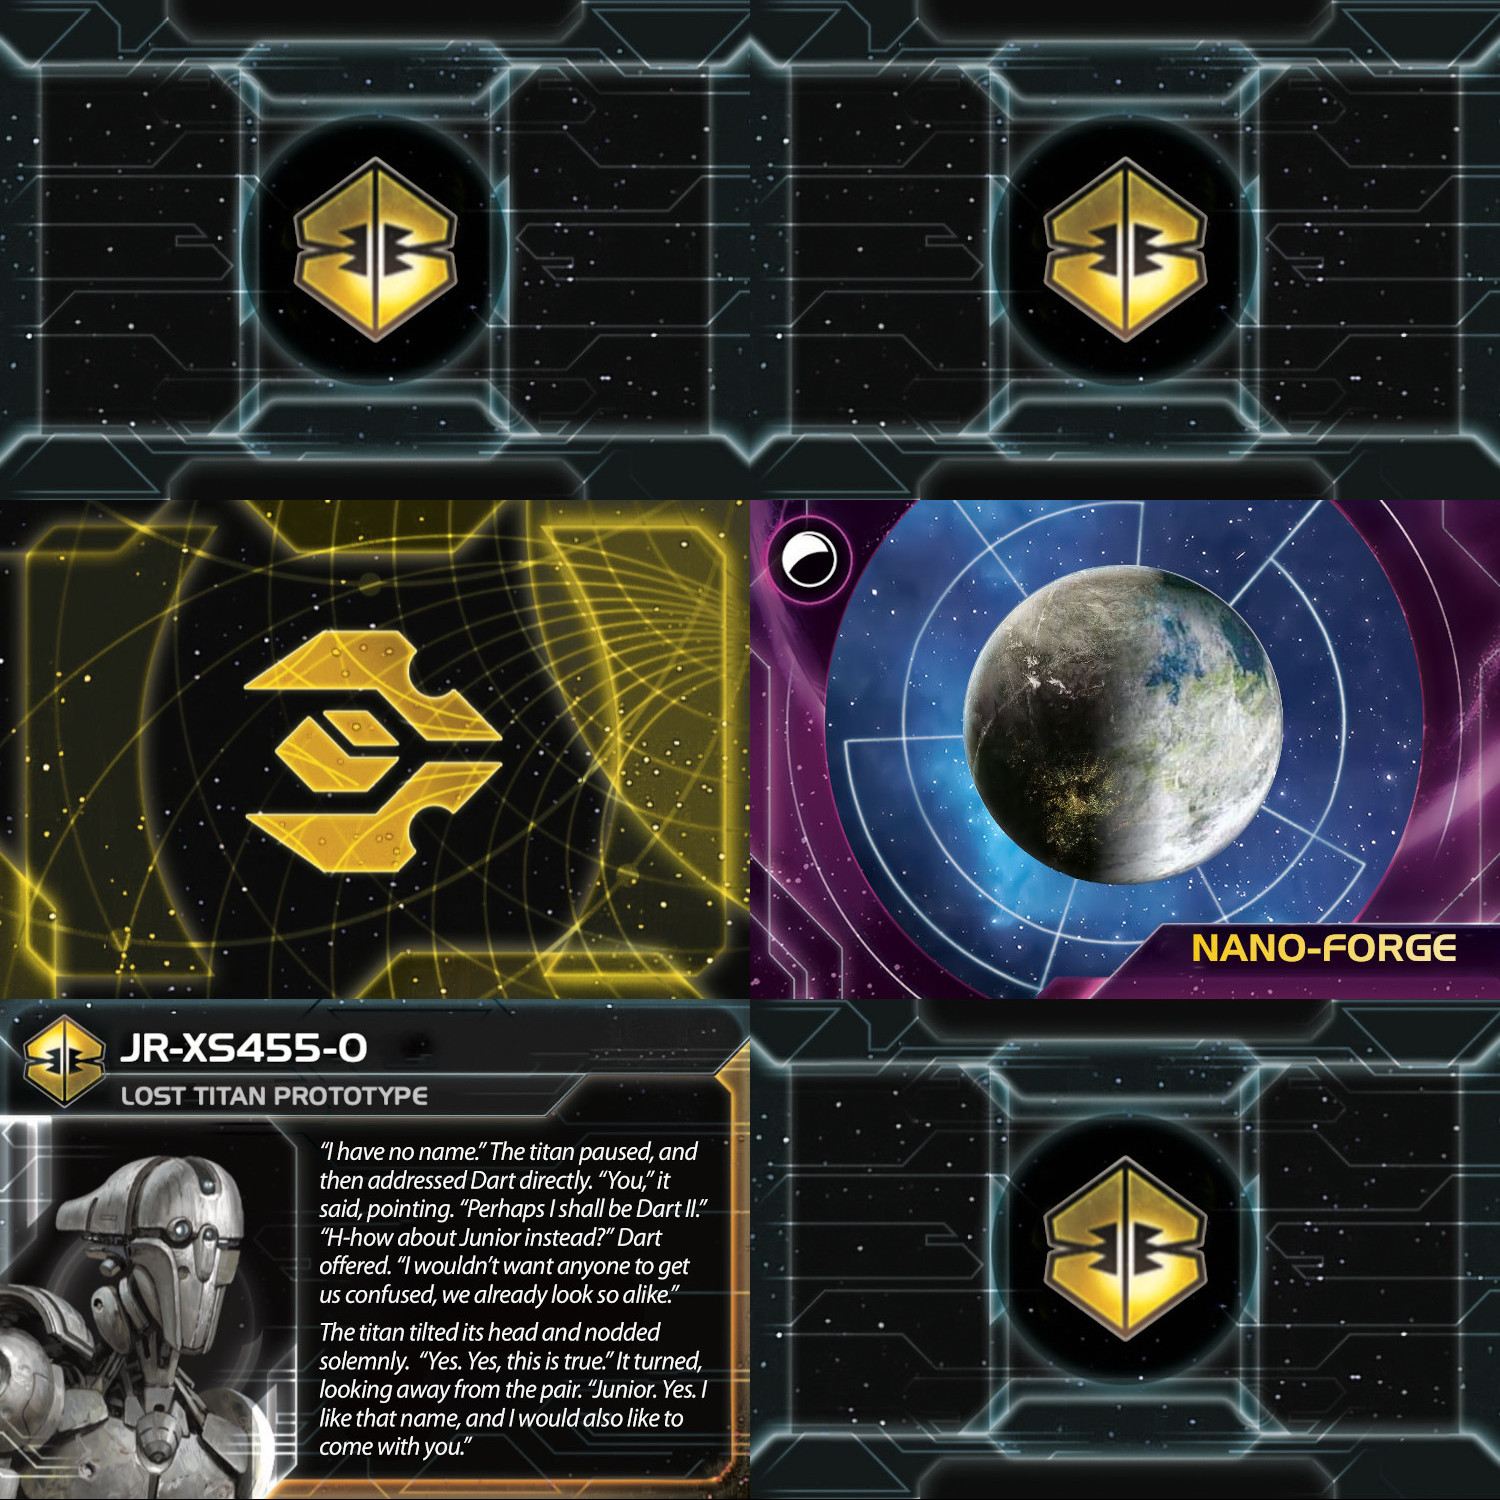 NANO-FORGE
JR-XS455-O
LOST TITAN PROTOTYPE
“I have no name.” The titan paused, and
then addressed Dart directly. “You,” it
said, pointing. “Perhaps I shall be Dart II.”
“H-how about Junior instead?” Dart
offered. “I wouldn’t want anyone to get
us confused, we already look so alike.”
The titan tilted its head and nodded
solemnly. “Yes. Yes, this is true.” It turned,
looking away from the pair. “Junior. Yes. I
like that name, and I would also like to
come with you.”